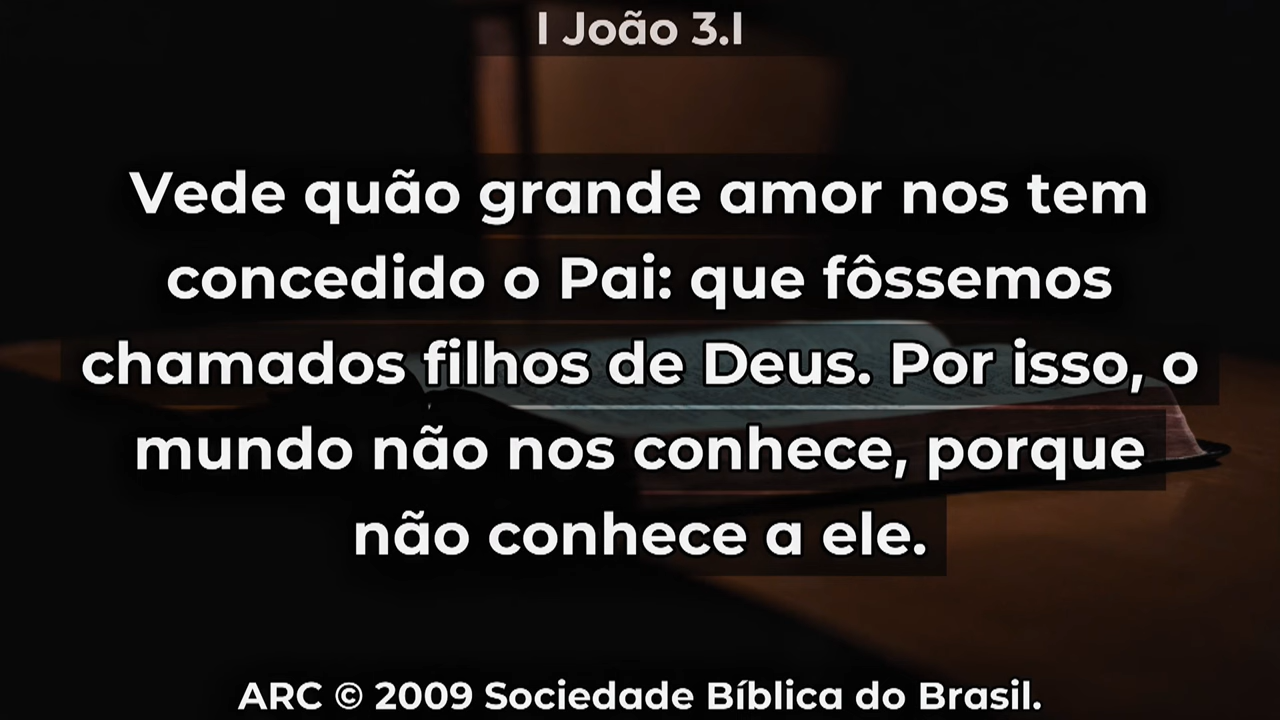 I João 3.I
Vede quão grande amor nos tem
concedido o Pai: que fôssemos
chamados filhos de Deus. Por isso, o
mundo não nos conhece, porque
não conhece a ele.
ARC © 2009 Sociedade Bíblica do Brasil.